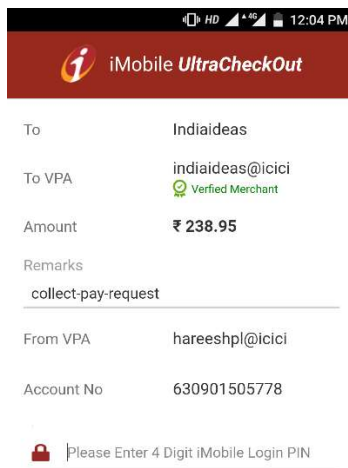 HD 4G 12:04 PM
iMobile UltraCheckOut
To Indiaideas
To VPA indiaideas@icici
Verfied Merchant
Amount ₹ 238.95
Remarks
collect-pay-request
From VPA hareeshpl@icici
Account No 630901505778
Please Enter 4 Digit iMobile Login PIN